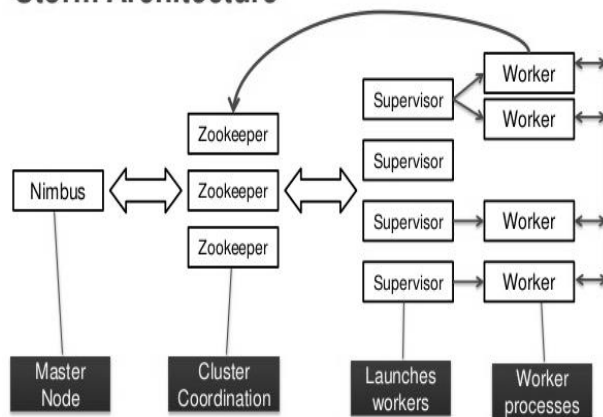 Storm Architecture
Worker
Supervisor
Worker
Zookeeper
Supervisor
Nimbus
Zookeeper
Supervisor
Worker
Zookeeper
Supervisor
Worker
Master
Node
Cluster
Coordination
Launches
workers
Worker
processes